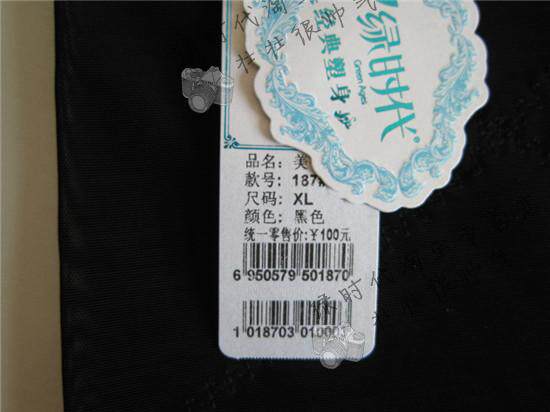 绿时代®
Green Ages
经典塑身
品名: 美
款号: 187#
尺码: XL
颜色: 黑色
统一零售价:¥100元
6 950579 501870
1 018703 01000